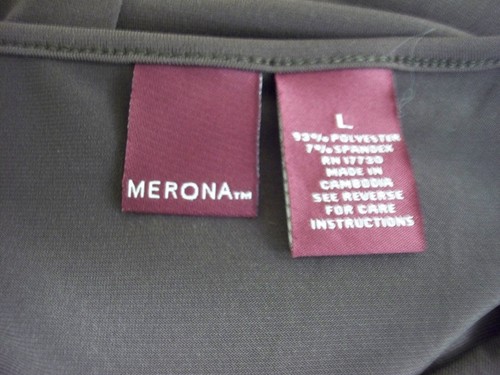 MERONA™
L
93% POLYESTER
7% SPANDEX
RN 17730
MADE IN
CAMBODIA
SEE REVERSE
FOR CARE
INSTRUCTIONS